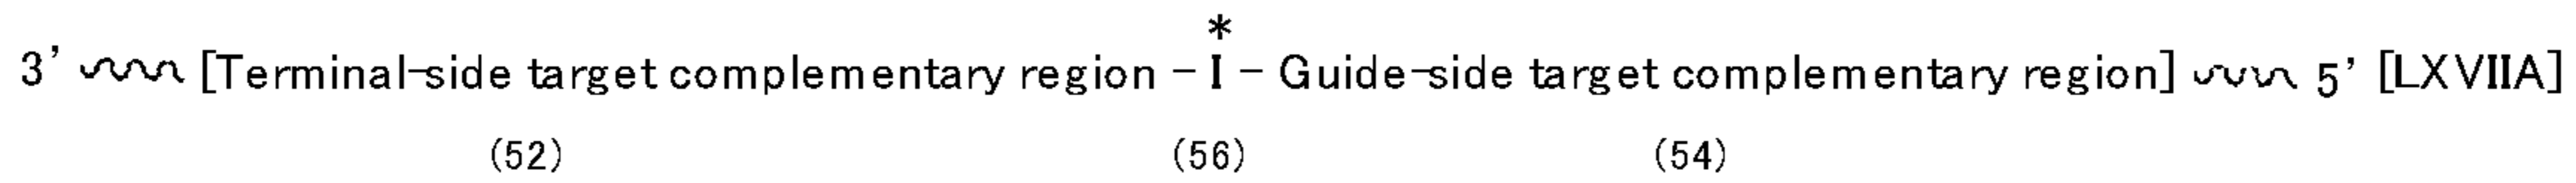 *
3' [Terminal-side target complementary region - I - Guide-side target complementary region] 5' [LXVIIA]
(52) (56) (54)